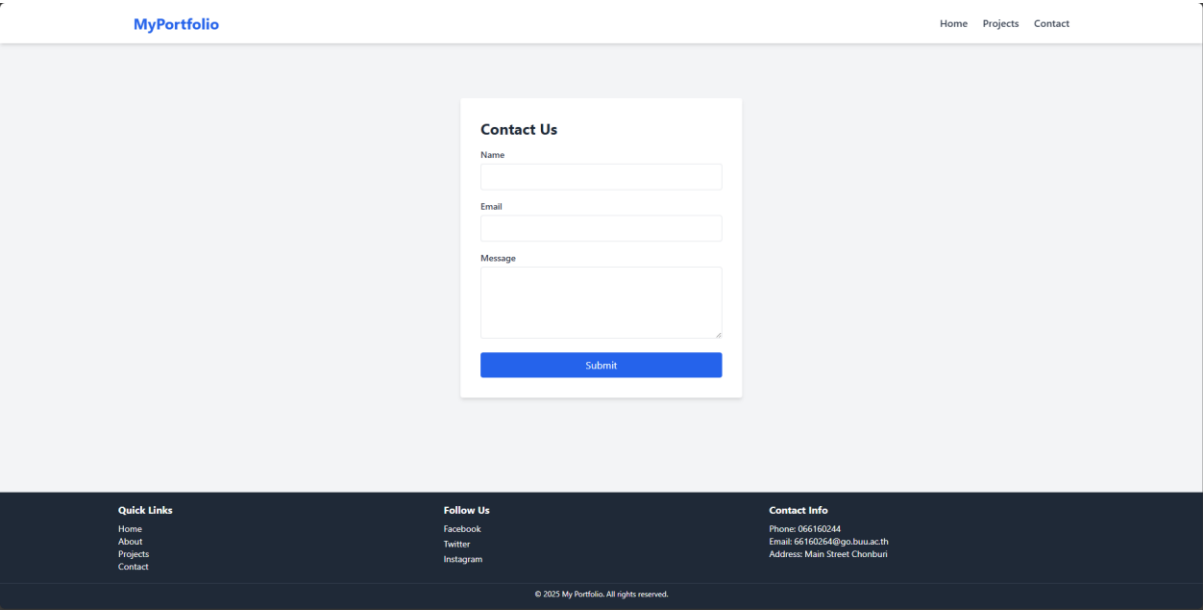 MyPortfolio
Home Projects Contact
Contact Us
Name
Email
Message
Submit
Quick Links
Home
About
Projects
Contact
Follow Us
Facebook
Twitter
Instagram
Contact Info
Phone: 066160244
Email: 66160264@go.buu.ac.th
Address: Main Street Chonburi
© 2025 My Portfolio. All rights reserved.